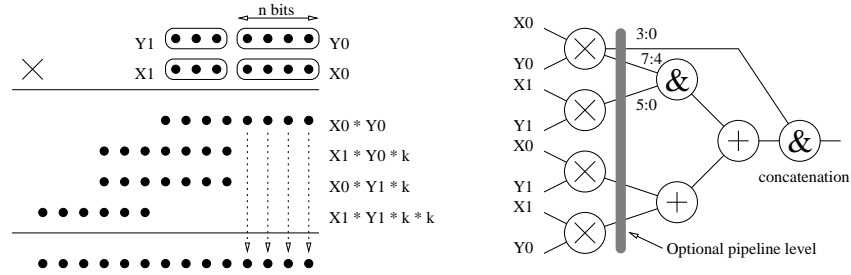 n bits
Y1
Y0
X1
X0
X0 * Y0
X1 * Y0 * k
X0 * Y1 * k
X1 * Y1 * k * k
X0
Y0
X1
Y1
X0
Y1
X1
Y0
3:0
7:4
5:0
&
&
concatenation
Optional pipeline level